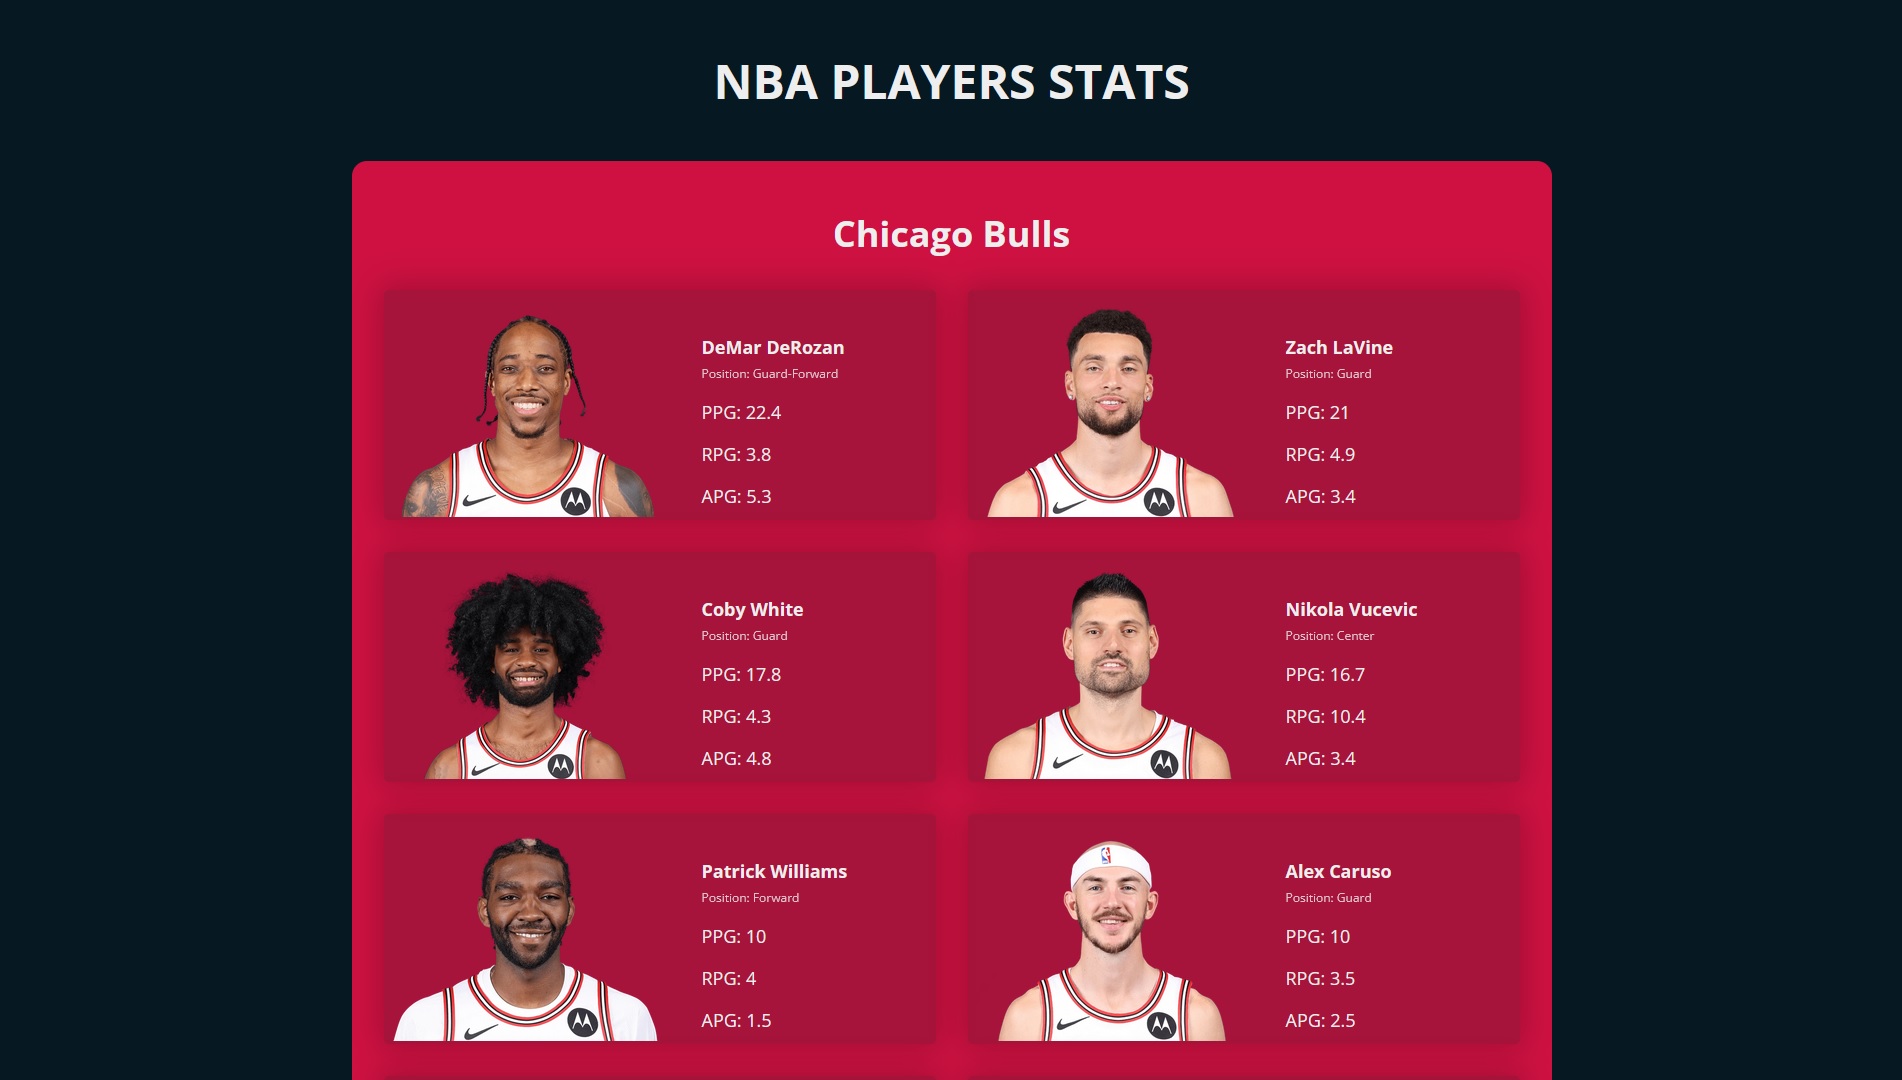 NBA PLAYERS STATS
Chicago Bulls
DeMar DeRozan
Position: Guard-Forward
PPG: 22.4
RPG: 3.8
APG: 5.3
Zach LaVine
Position: Guard
PPG: 21
RPG: 4.9
APG: 3.4
Coby White
Position: Guard
PPG: 17.8
RPG: 4.3
APG: 4.8
Nikola Vucevic
Position: Center
PPG: 16.7
RPG: 10.4
APG: 3.4
Patrick Williams
Position: Forward
PPG: 10
RPG: 4
APG: 1.5
Alex Caruso
Position: Guard
PPG: 10
RPG: 3.5
APG: 2.5